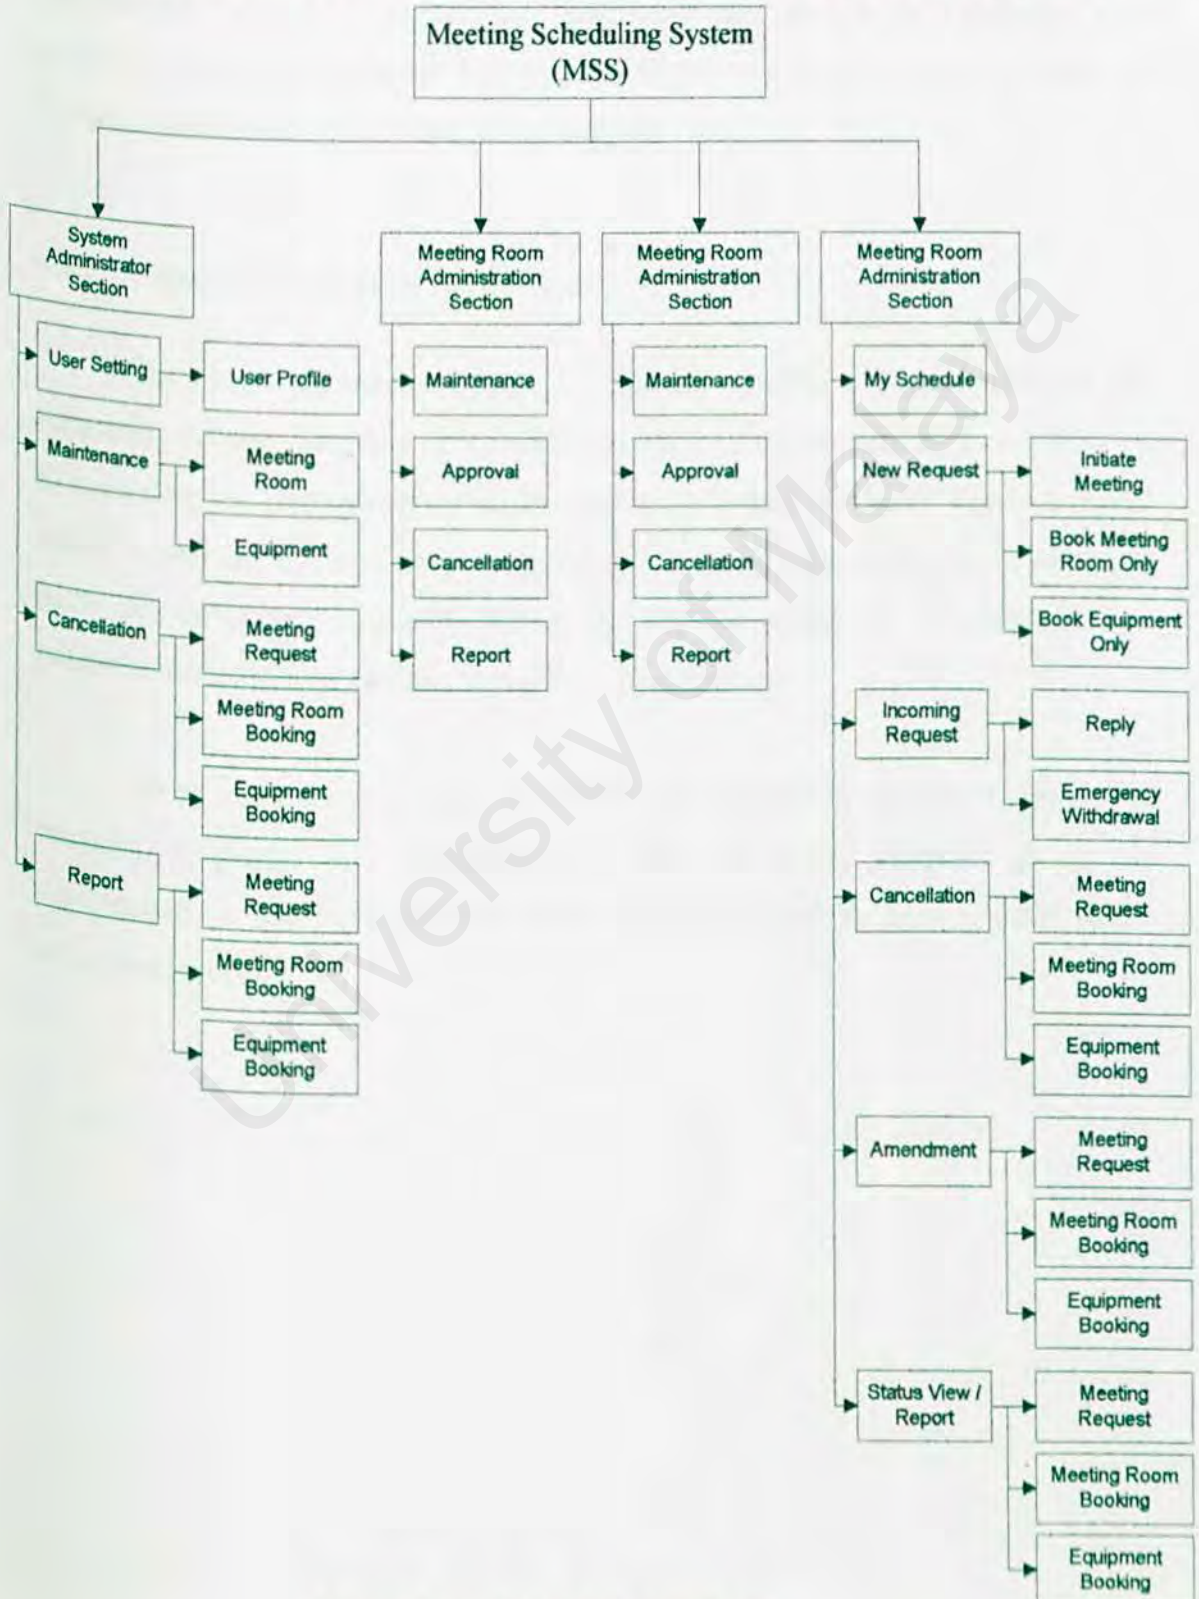 Meeting Scheduling System
(MSS)
System
Administrator
Section
User Setting
User Profile
Maintenance
Meeting
Room
Equipment
Cancellation
Meeting
Request
Meeting Room
Booking
Equipment
Booking
Report
Meeting
Request
Meeting Room
Booking
Equipment
Booking
Meeting Room
Administration
Section
Maintenance
Approval
Cancellation
Report
Meeting Room
Administration
Section
Maintenance
Approval
Cancellation
Report
Meeting Room
Administration
Section
My Schedule
New Request
Initiate
Meeting
Book Meeting
Room Only
Book Equipment
Only
Incoming
Request
Reply
Emergency
Withdrawal
Cancellation
Meeting
Request
Meeting Room
Booking
Equipment
Booking
Amendment
Meeting
Request
Meeting Room
Booking
Equipment
Booking
Status View /
Report
Meeting
Request
Meeting Room
Booking
Equipment
Booking
University of Malaya